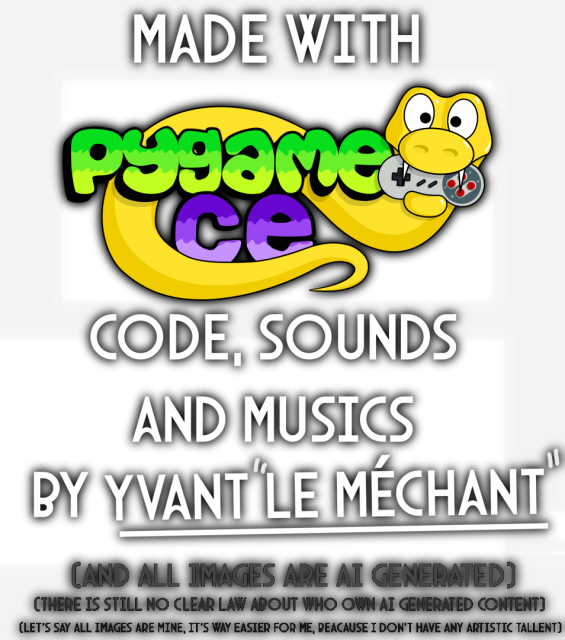 MADE WITH
pygame
ce
CODE, SOUNDS
AND MUSICS
BY YVANT "LE MÉCHANT"
(AND ALL IMAGES ARE AI GENERATED)
(THERE IS STILL NO CLEAR LAW ABOUT WHO OWN AI GENERATED CONTENT)
(LET'S SAY ALL IMAGES ARE MINE, IT'S WAY EASIER FOR ME, BEACAUSE I DON'T HAVE ANY ARTISTIC TALLENT)